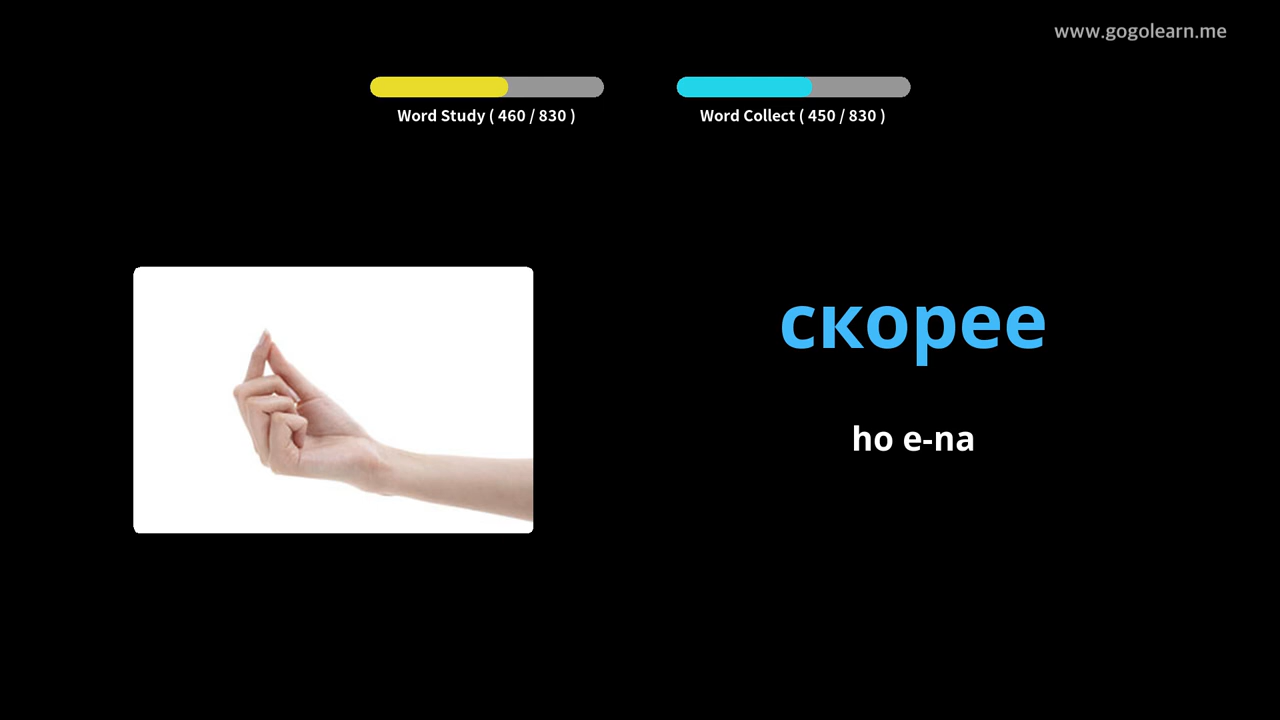 www.gogolearn.me
Word Study ( 460 / 830 )
Word Collect ( 450 / 830 )
скорее
ho e-na